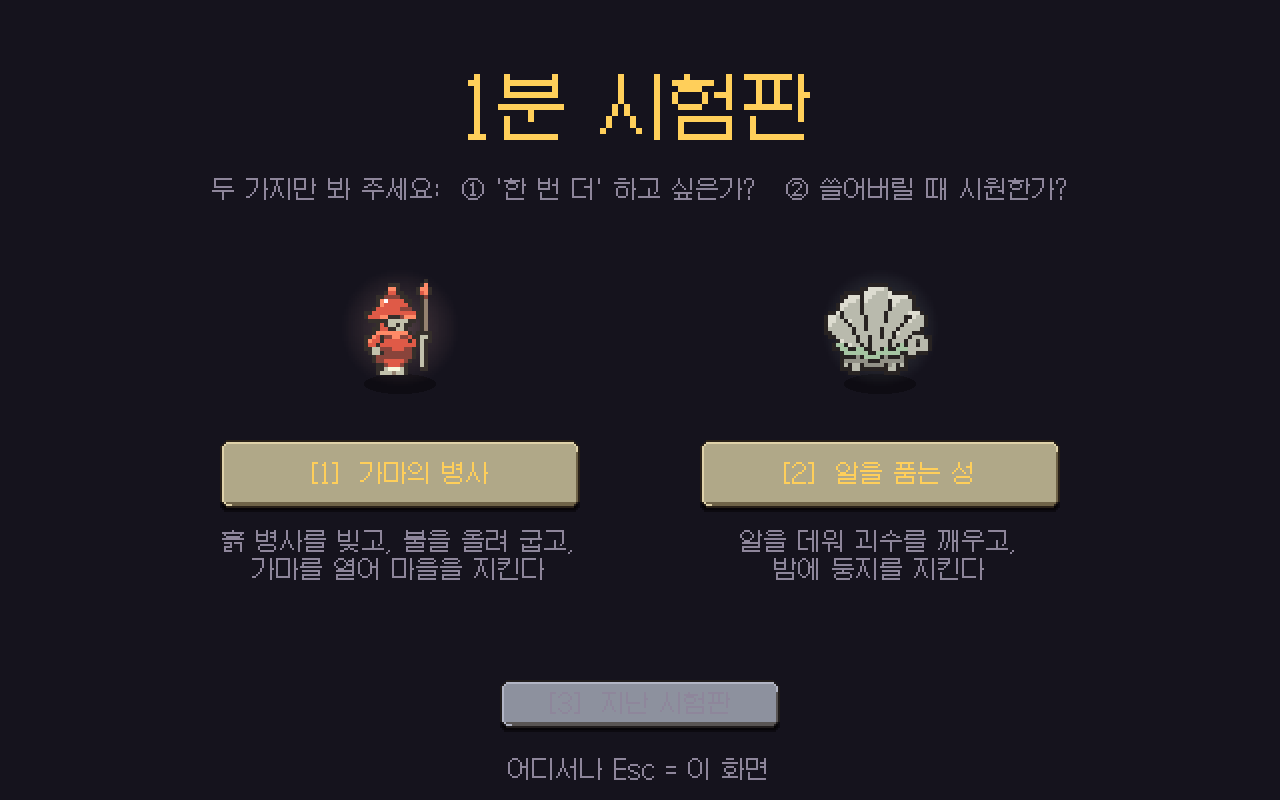 1분 시험판
두 가지만 봐 주세요: ① '한 번 더' 하고 싶은가? ② 쓸어버릴 때 시원한가?
[1] 가마의 병사
[2] 알을 품는 성
흙 병사를 빚고, 불을 올려 굽고,
가마를 열어 마을을 지킨다
알을 데워 괴수를 깨우고,
밤에 둥지를 지킨다
[3] 지난 시험판
어디서나 Esc = 이 화면